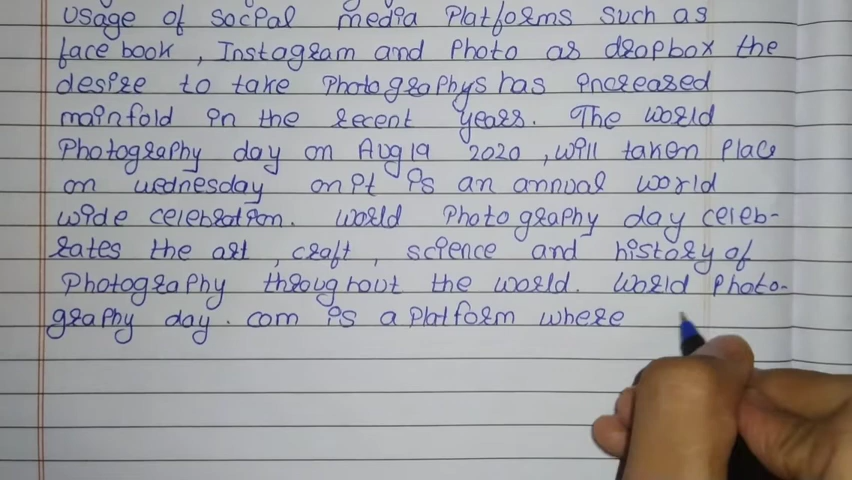 usage of social media Platforms such as
face book , Instagram and Photo as dropbox the
desire to take Photographys has increased
mainfold in the recent years. The world
Photography day on Aug 19 2020 , will taken Place
on wednesday on it is an annual world
wide celebration. World Photography day celeb-
rates the art , craft , science and history of
Photography throughout the world. World Photo-
graphy day . com is a Platform where